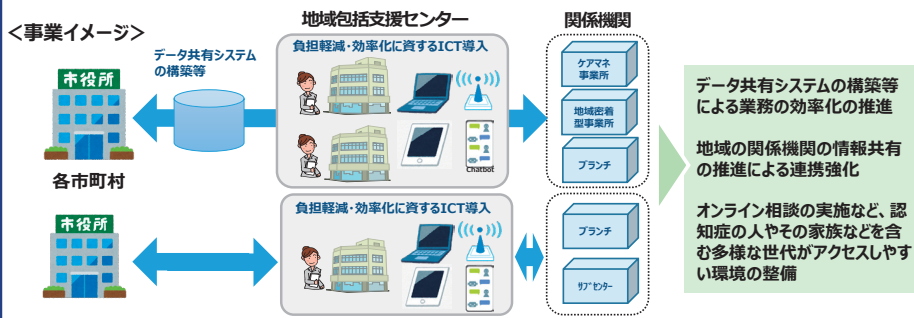 ＜事業イメージ＞
地域包括支援センター
関係機関
データ共有システム
の構築等
負担軽減・効率化に資するICT導入
市役所
各市町村
Chatbot
ケアマネ
事業所
地域密着
型事業所
ブランチ
市役所
負担軽減・効率化に資するICT導入
ブランチ
サブセンター
データ共有システムの構築等
による業務の効率化の推進
地域の関係機関の情報共有
の推進による連携強化
オンライン相談の実施など、認
知症の人やその家族などを含
む多様な世代がアクセスしやす
い環境の整備